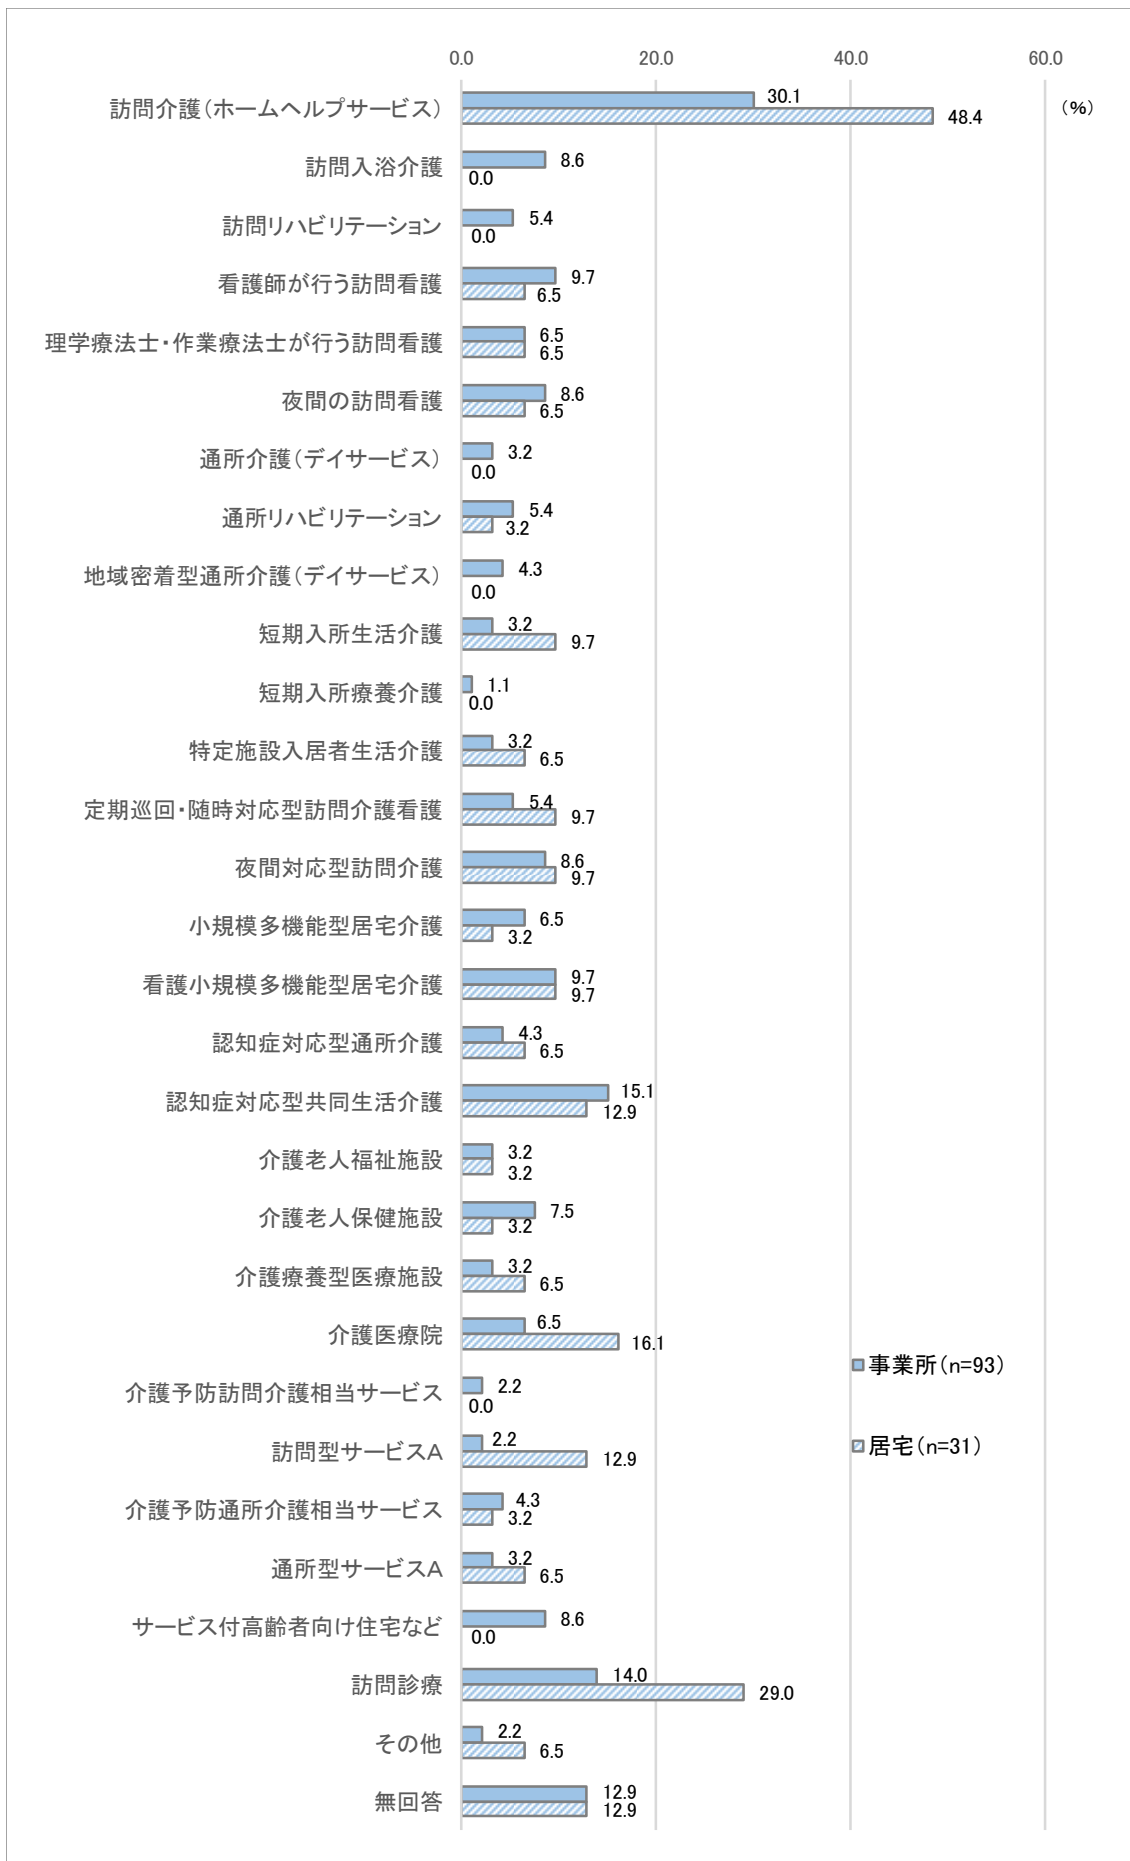 0.0 20.0 40.0 60.0
訪問介護（ホームヘルプサービス） 30.1 （%）
48.4
訪問入浴介護 8.6
0.0
訪問リハビリテーション 5.4
0.0
看護師が行う訪問看護 9.7
6.5
理学療法士・作業療法士が行う訪問看護 6.5
6.5
夜間の訪問看護 8.6
6.5
通所介護（デイサービス） 3.2
0.0
通所リハビリテーション 5.4
3.2
地域密着型通所介護（デイサービス） 4.3
0.0
短期入所生活介護 3.2
9.7
短期入所療養介護 1.1
0.0
特定施設入居者生活介護 3.2
6.5
定期巡回・随時対応型訪問介護看護 5.4
9.7
夜間対応型訪問介護 8.6
9.7
小規模多機能型居宅介護 6.5
3.2
看護小規模多機能型居宅介護 9.7
9.7
認知症対応型通所介護 4.3
6.5
認知症対応型共同生活介護 15.1
12.9
介護老人福祉施設 3.2
3.2
介護老人保健施設 7.5
3.2
介護療養型医療施設 3.2
6.5
介護医療院 6.5
16.1
事業所（n=93）
介護予防訪問介護相当サービス 2.2
0.0
訪問型サービスA 2.2
12.9
居宅（n=31）
介護予防通所介護相当サービス 4.3
3.2
通所型サービスA 3.2
6.5
サービス付高齢者向け住宅など 8.6
0.0
訪問診療 14.0
29.0
その他 2.2
6.5
無回答 12.9
12.9